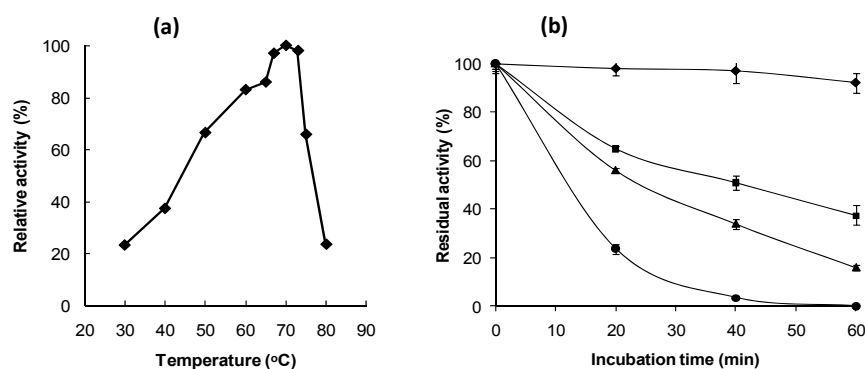 (a)
Relative activity (%)
100
80
60
40
20
0
20 30 40 50 60 70 80 90
Temperature (ºC)
(b)
Residual activity (%)
100
80
60
40
20
0
0 10 20 30 40 50 60
Incubation time (min)